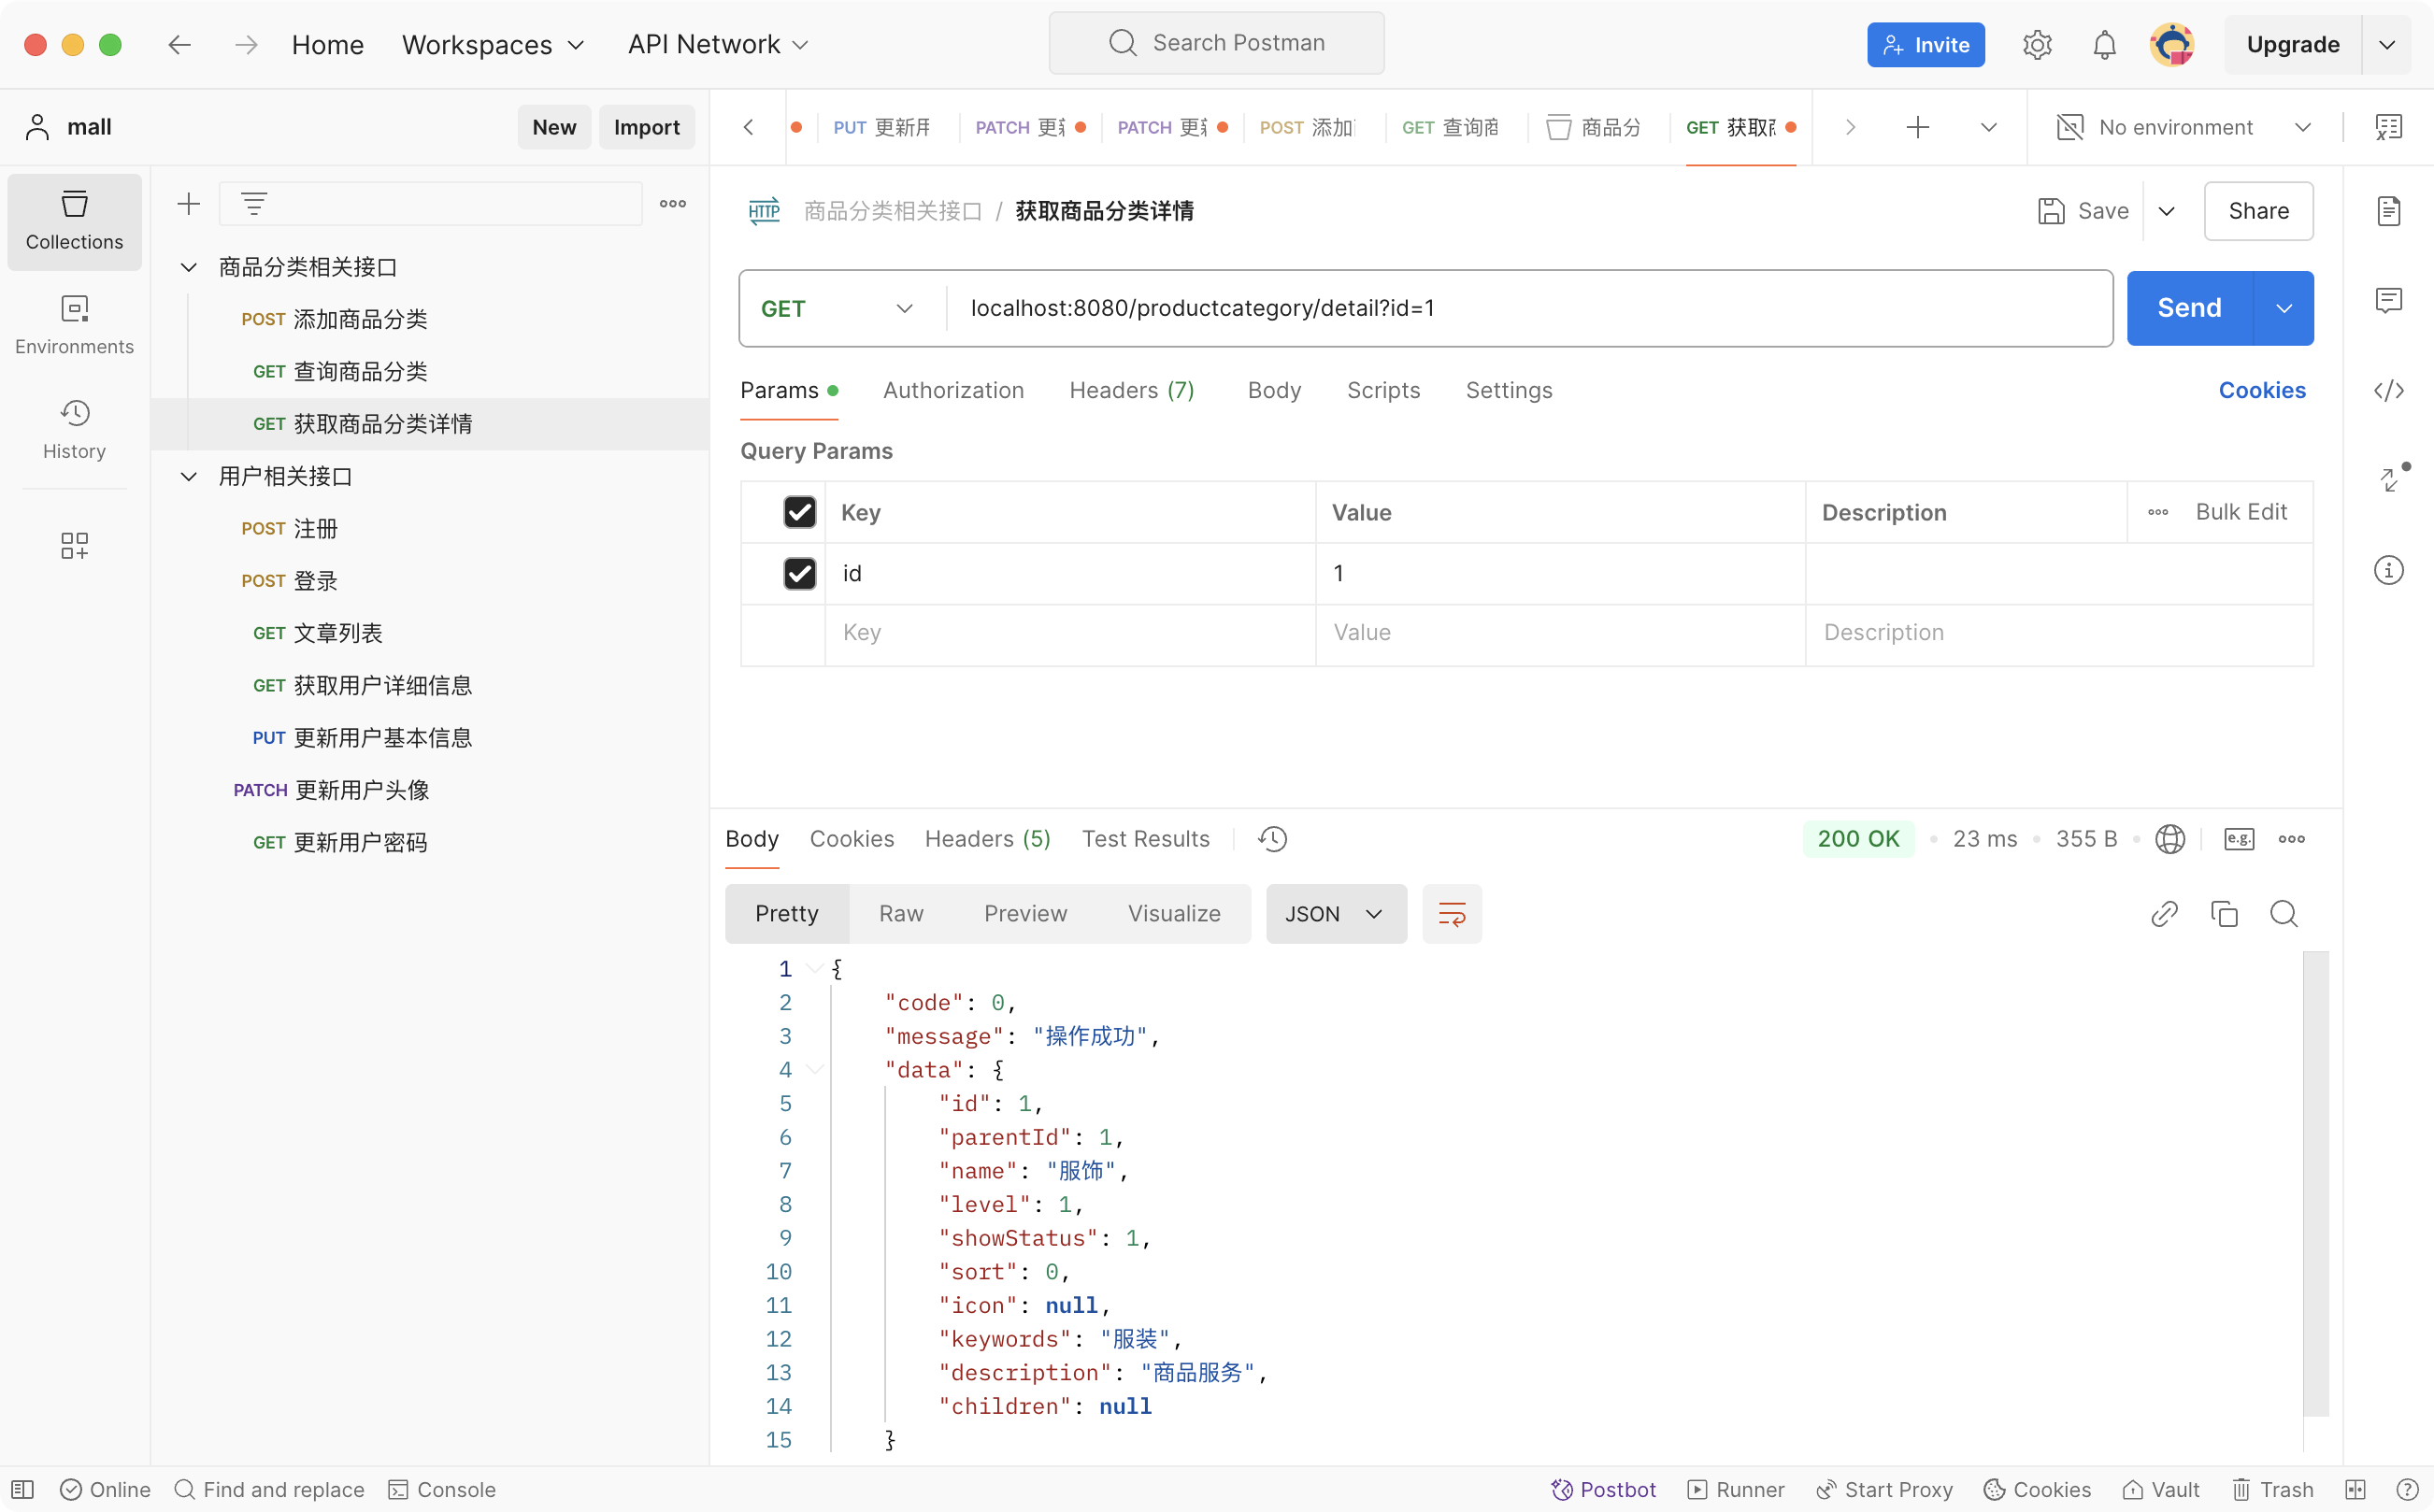 Home Workspaces API Network Search Postman Invite Upgrade
mall New Import
PUT 更新用 PATCH 更 PATCH 更 POST 添加 GET 查询商 商品分 GET 获取 No environment
Collections
Environments
History
商品分类相关接口
POST 添加商品分类
GET 查询商品分类
GET 获取商品分类详情
用户相关接口
POST 注册
POST 登录
GET 文章列表
GET 获取用户详细信息
PUT 更新用户基本信息
PATCH 更新用户头像
GET 更新用户密码
HTTP 商品分类相关接口 / 获取商品分类详情 Save Share
GET localhost:8080/productcategory/detail?id=1 Send
Params Authorization Headers (7) Body Scripts Settings Cookies
Query Params
Key Value Description Bulk Edit
id 1
Key Value Description
Body Cookies Headers (5) Test Results 200 OK 23 ms 355 B e.g.
Pretty Raw Preview Visualize JSON
1 {
2 "code": 0,
3 "message": "操作成功",
4 "data": {
5 "id": 1,
6 "parentId": 1,
7 "name": "服饰",
8 "level": 1,
9 "showStatus": 1,
10 "sort": 0,
11 "icon": null,
12 "keywords": "服装",
13 "description": "商品服务",
14 "children": null
15 }
Online Find and replace Console Postbot Runner Start Proxy Cookies Vault Trash